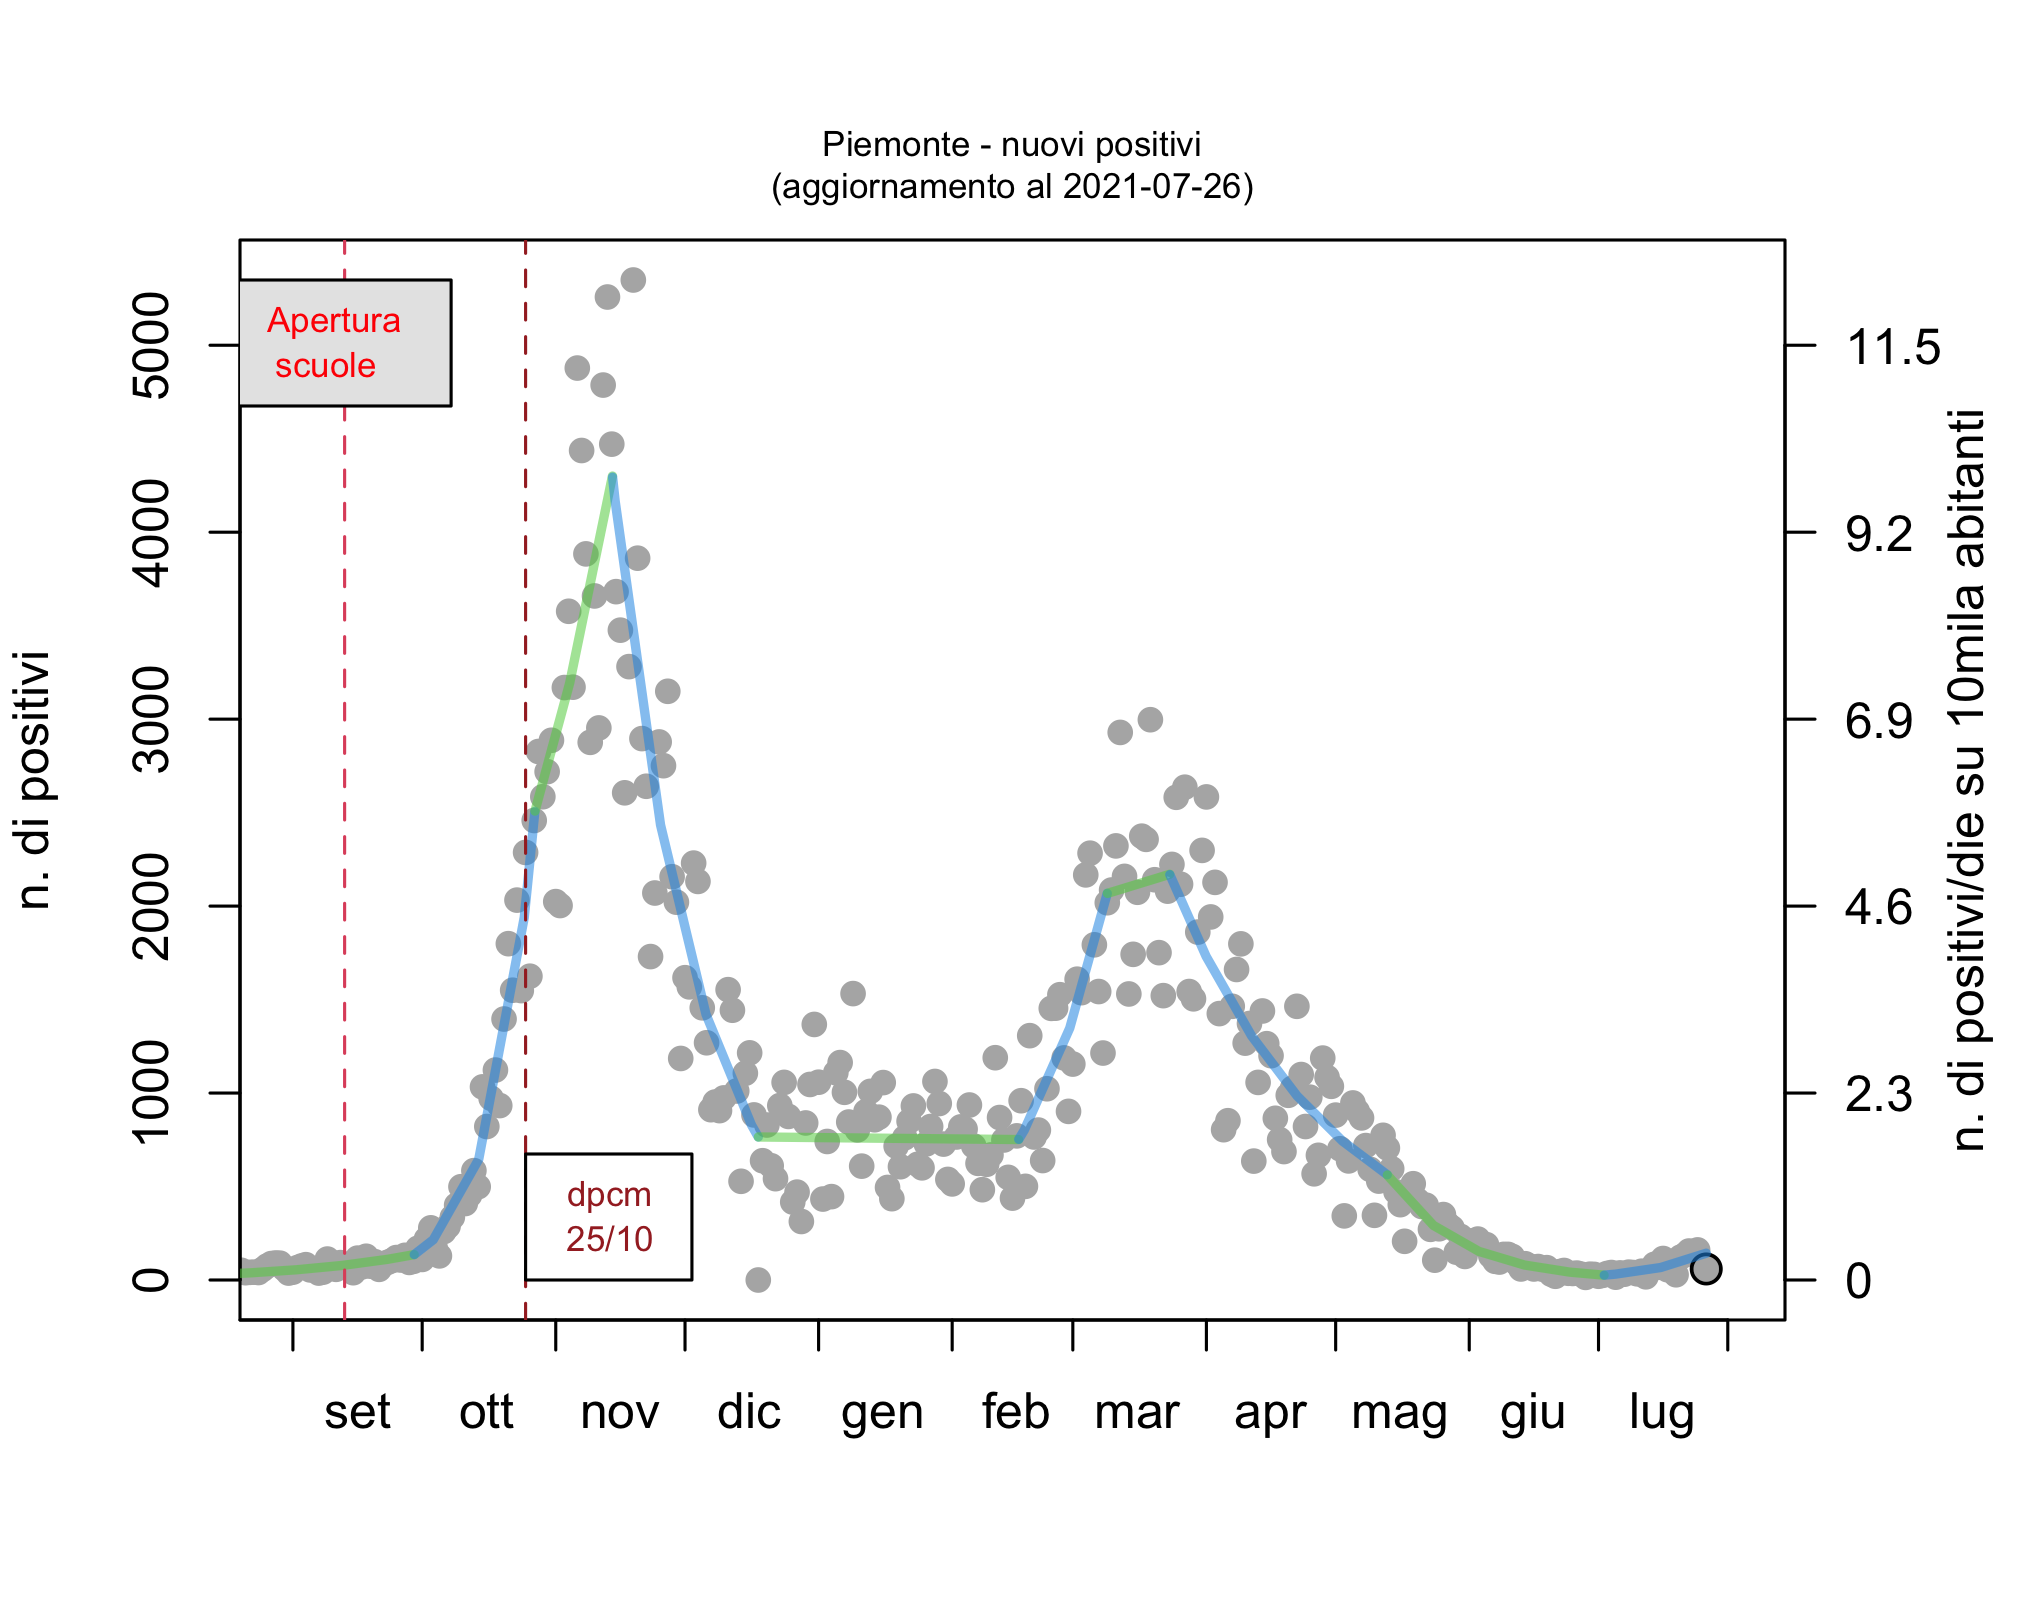 Piemonte - nuovi positivi
(aggiornamento al 2021-07-26)
n. di positivi
5000
4000
3000
2000
1000
0
Apertura
scuole
dpcm
25/10
11.5
9.2
6.9
4.6
2.3
0
n. di positivi/die su 10mila abitanti
set ott nov dic gen feb mar apr mag giu lug